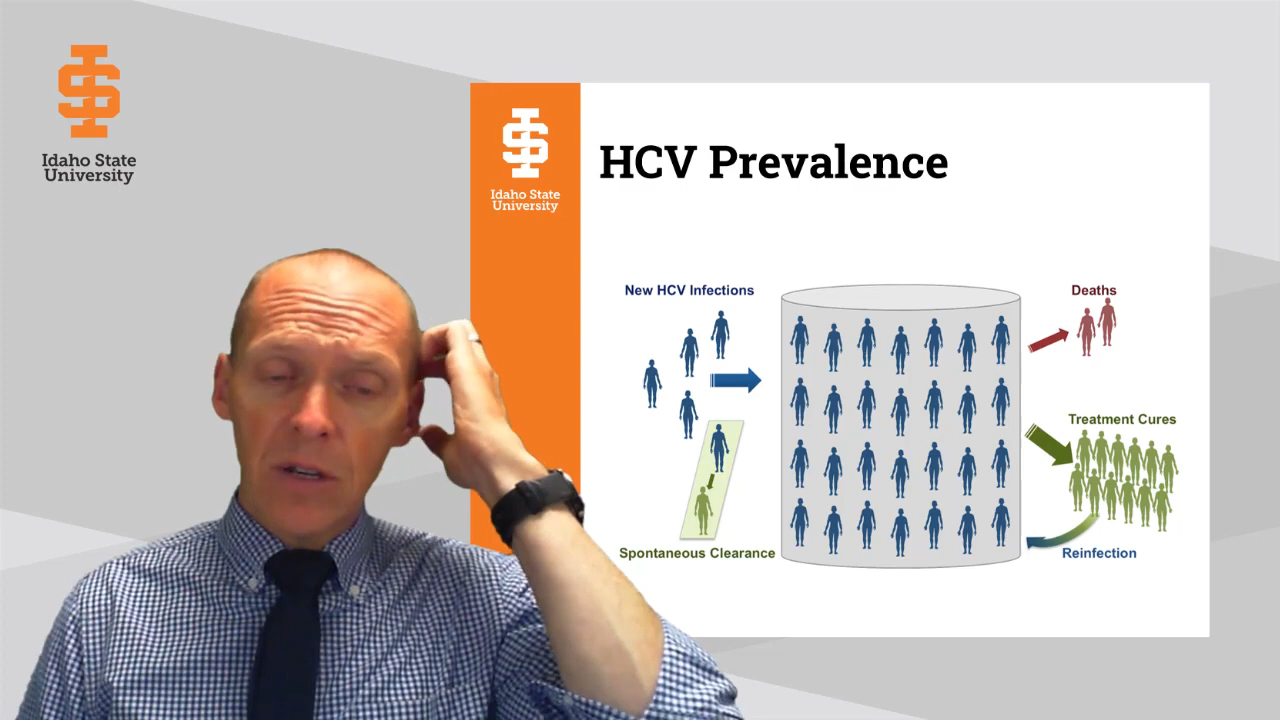 Idaho State
University
Idaho State
University
HCV Prevalence
New HCV Infections
Deaths
Treatment Cures
Spontaneous Clearance
Reinfection